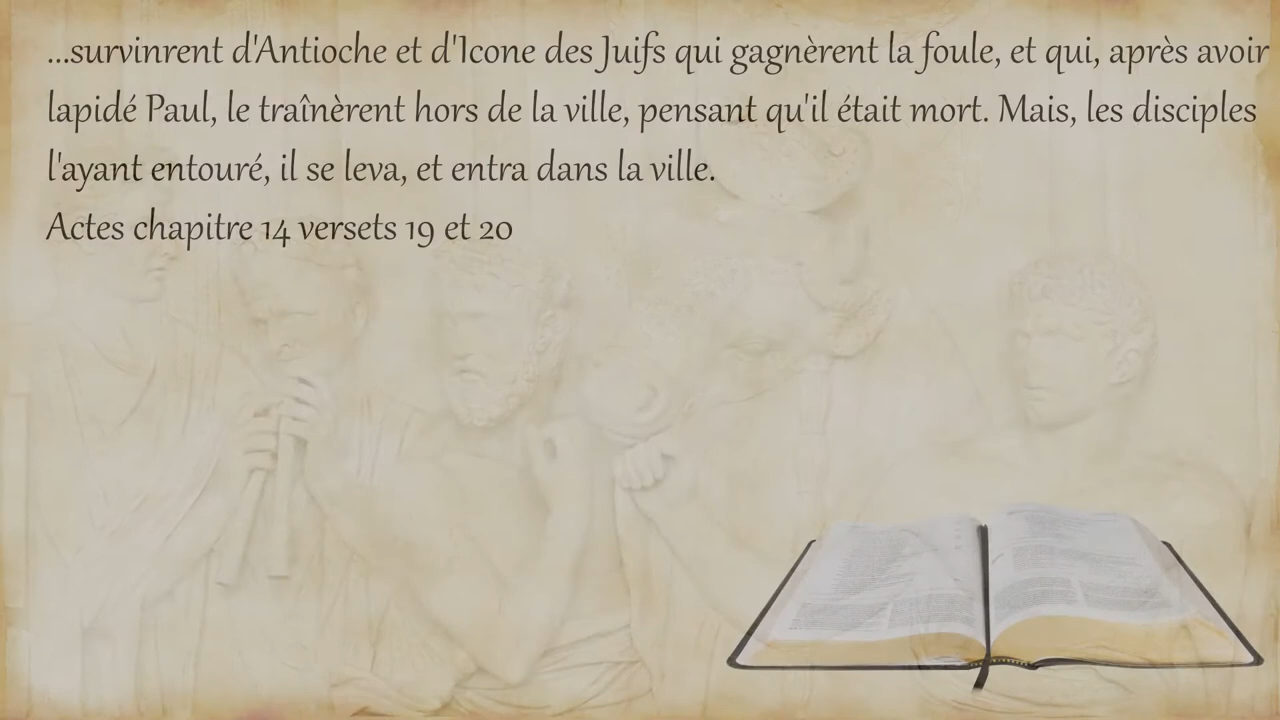 ...survinrent d'Antioche et d'Icone des Juifs qui gagnèrent la foule, et qui, après avoir
lapidé Paul, le traînèrent hors de la ville, pensant qu'il était mort. Mais, les disciples
l'ayant entouré, il se leva, et entra dans la ville.
Actes chapitre 14 versets 19 et 20